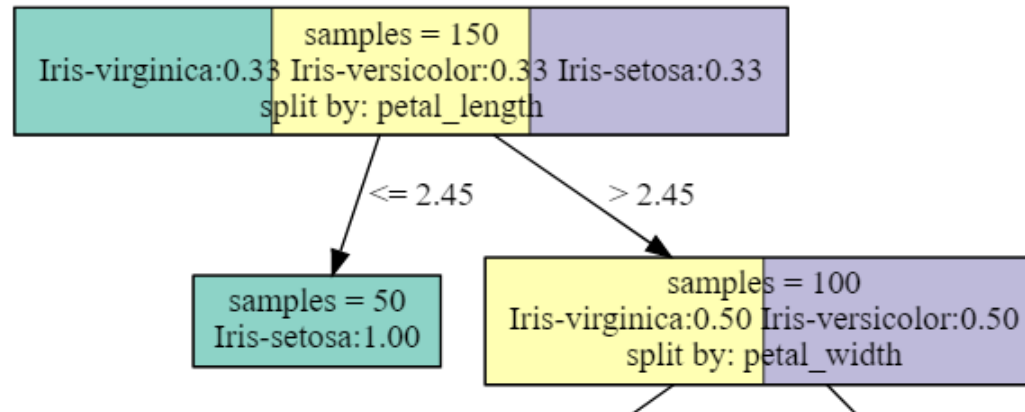 samples = 150
Iris-virginica:0.33 Iris-versicolor:0.33 Iris-setosa:0.33
split by: petal_length
<= 2.45
> 2.45
samples = 50
Iris-setosa:1.00
samples = 100
Iris-virginica:0.50 Iris-versicolor:0.50
split by: petal_width